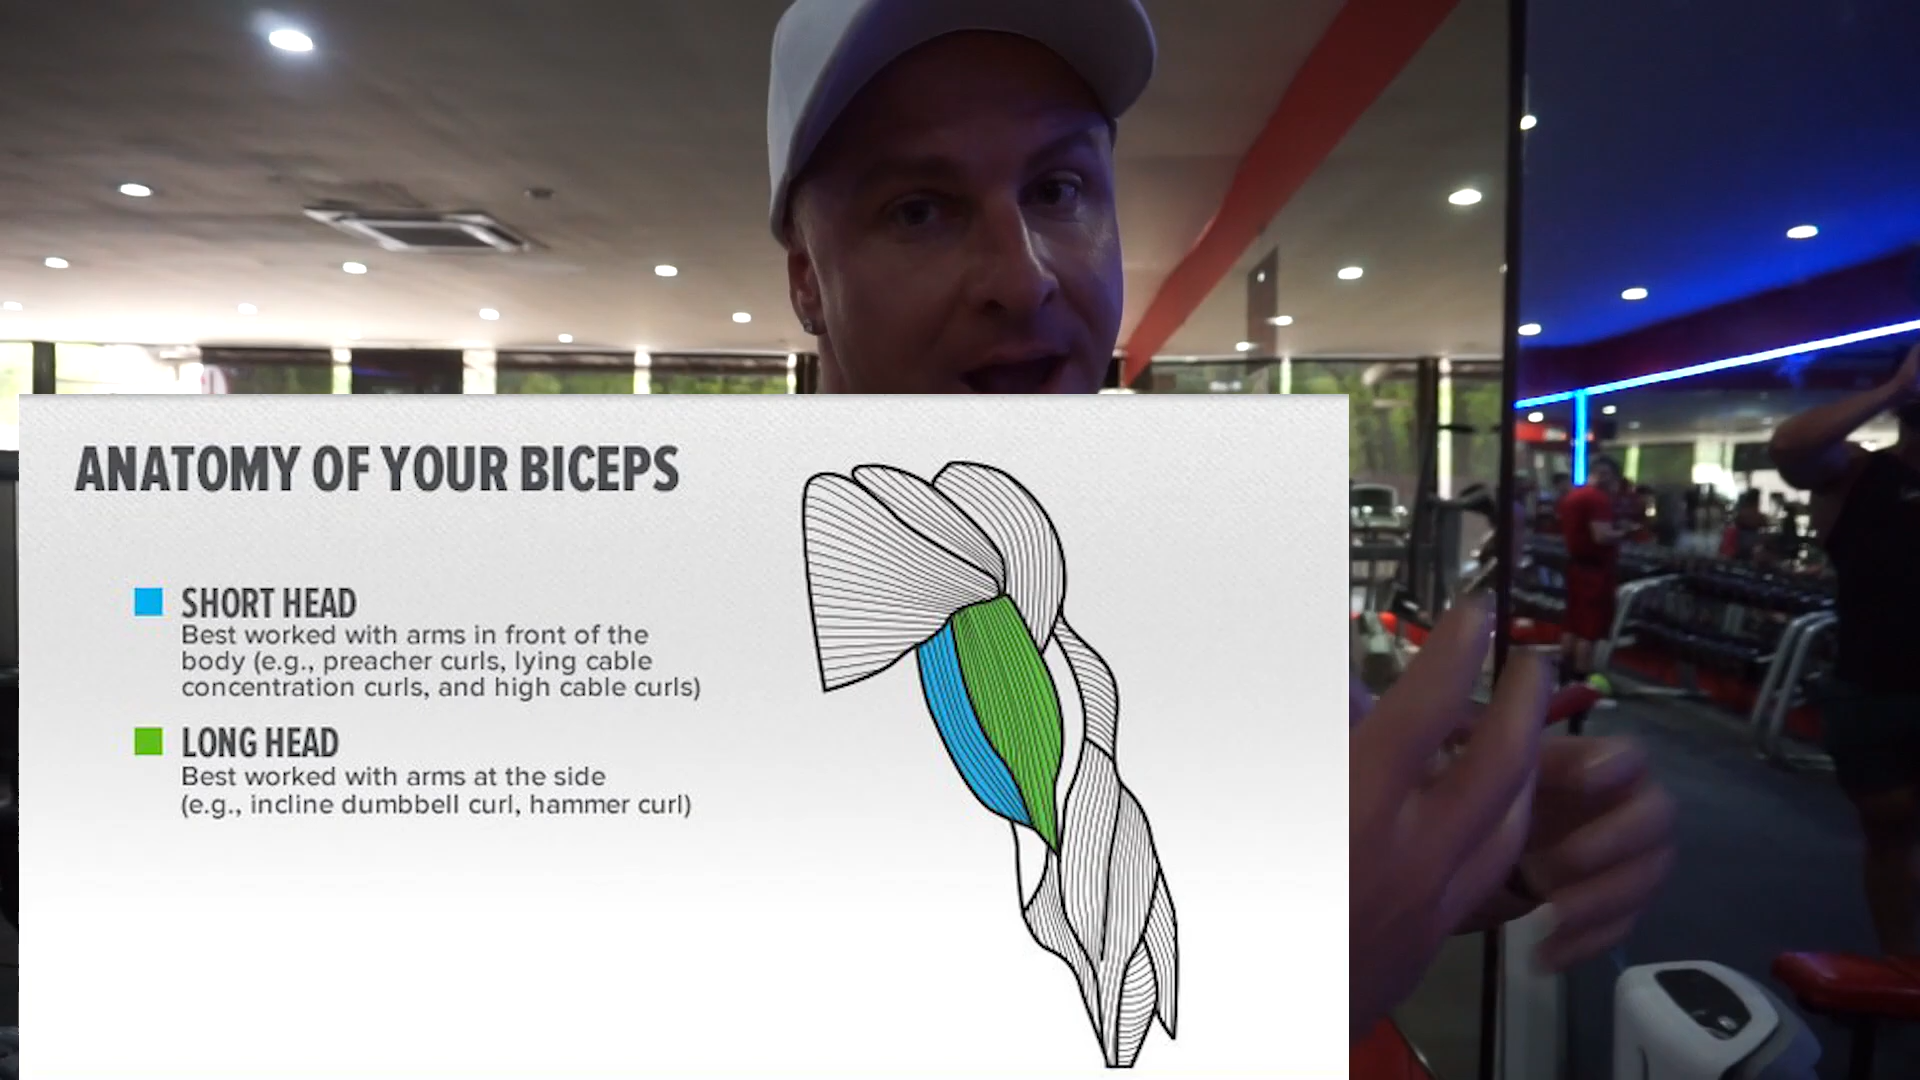 ANATOMY OF YOUR BICEPS
SHORT HEAD
Best worked with arms in front of the
body (e.g., preacher curls, lying cable
concentration curls, and high cable curls)
LONG HEAD
Best worked with arms at the side
(e.g., incline dumbbell curl, hammer curl)